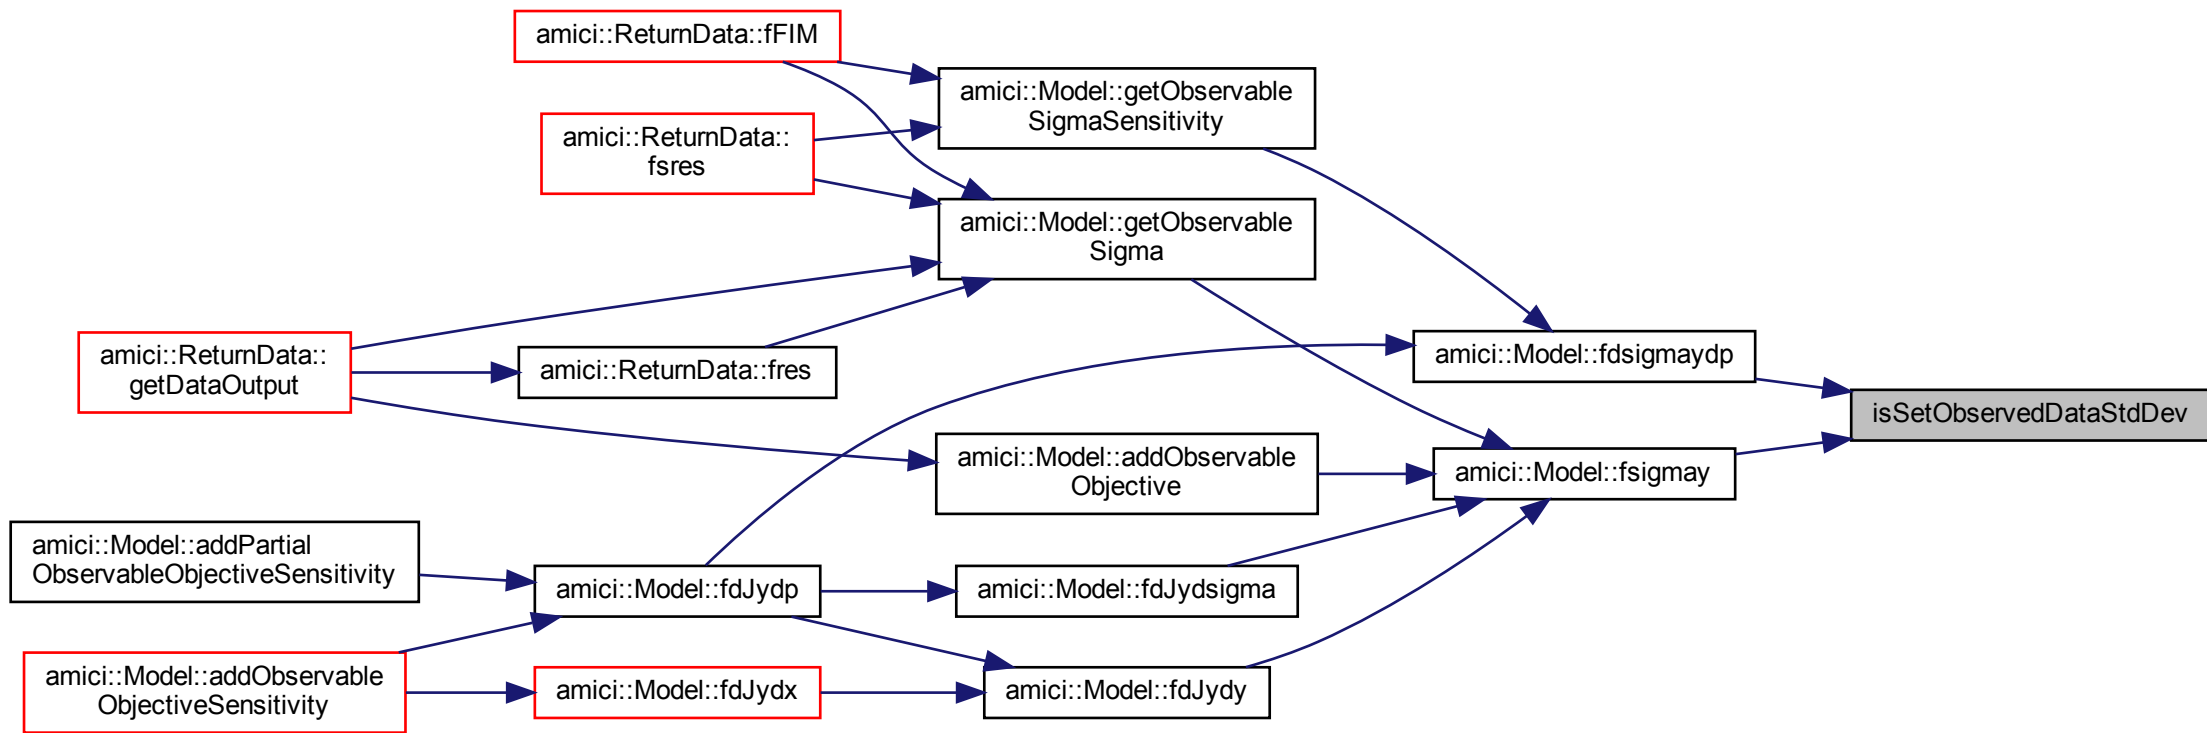 amici::ReturnData::fFIM
amici::Model::getObservable
SigmaSensitivity
amici::ReturnData::
fsres
amici::Model::getObservable
Sigma
amici::ReturnData::
getDataOutput
amici::ReturnData::fres
amici::Model::fdsigmaydp
isSetObservedDataStdDev
amici::Model::addObservable
Objective
amici::Model::fsigmay
amici::Model::addPartial
ObservableObjectiveSensitivity
amici::Model::fdJydp
amici::Model::fdJydsigma
amici::Model::addObservable
ObjectiveSensitivity
amici::Model::fdJydx
amici::Model::fdJydy